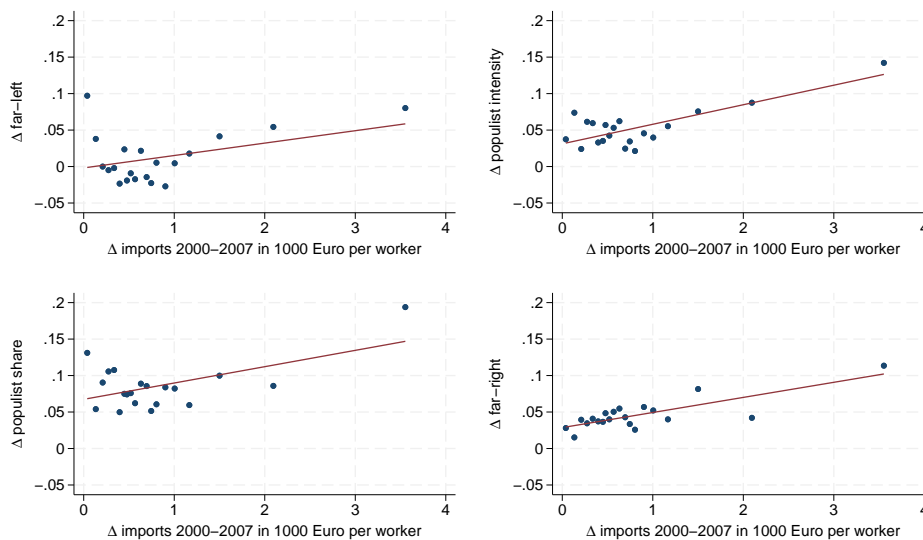 .2
.15
.1
.05
0
−.05
Δ far−left
0 1 2 3 4
Δ imports 2000−2007 in 1000 Euro per worker
.2
.15
.1
.05
0
−.05
Δ populist intensity
0 1 2 3 4
Δ imports 2000−2007 in 1000 Euro per worker
.2
.15
.1
.05
0
−.05
Δ populist share
0 1 2 3 4
Δ imports 2000−2007 in 1000 Euro per worker
.2
.15
.1
.05
0
−.05
Δ far−right
0 1 2 3 4
Δ imports 2000−2007 in 1000 Euro per worker